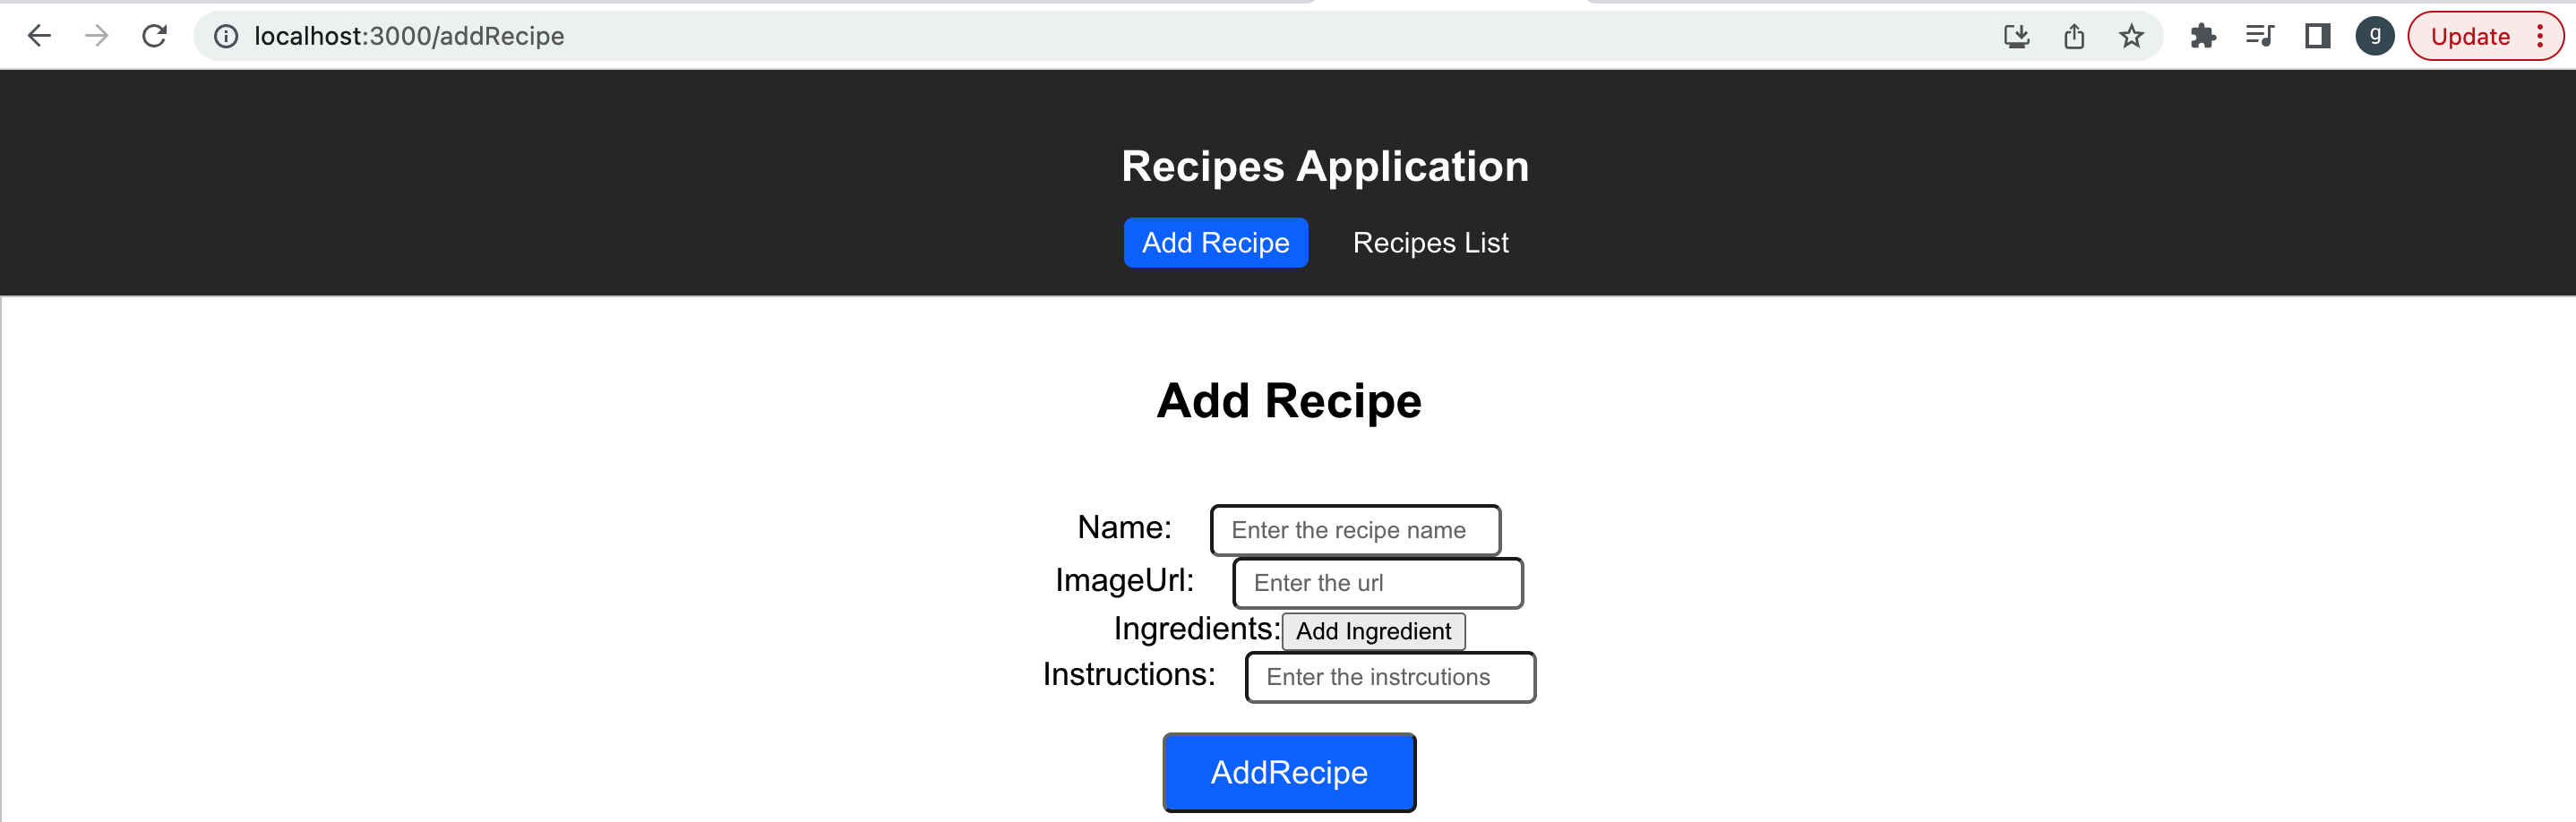 localhost:3000/addRecipe g Update
Recipes Application
Add Recipe Recipes List
Add Recipe
Name: Enter the recipe name
ImageUrl: Enter the url
Ingredients: Add Ingredient
Instructions: Enter the instrcutions
AddRecipe